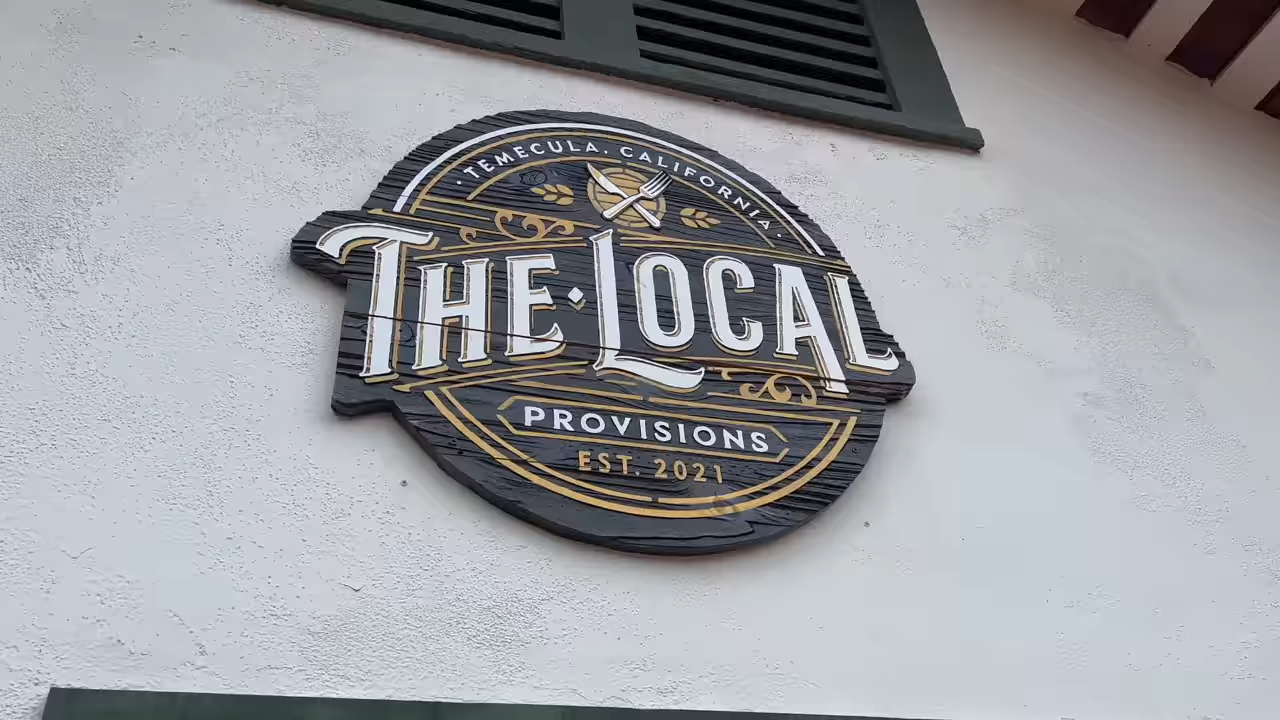 · TEMECULA, CALIFORNIA ·
THE · LOCAL
PROVISIONS
EST. 2021